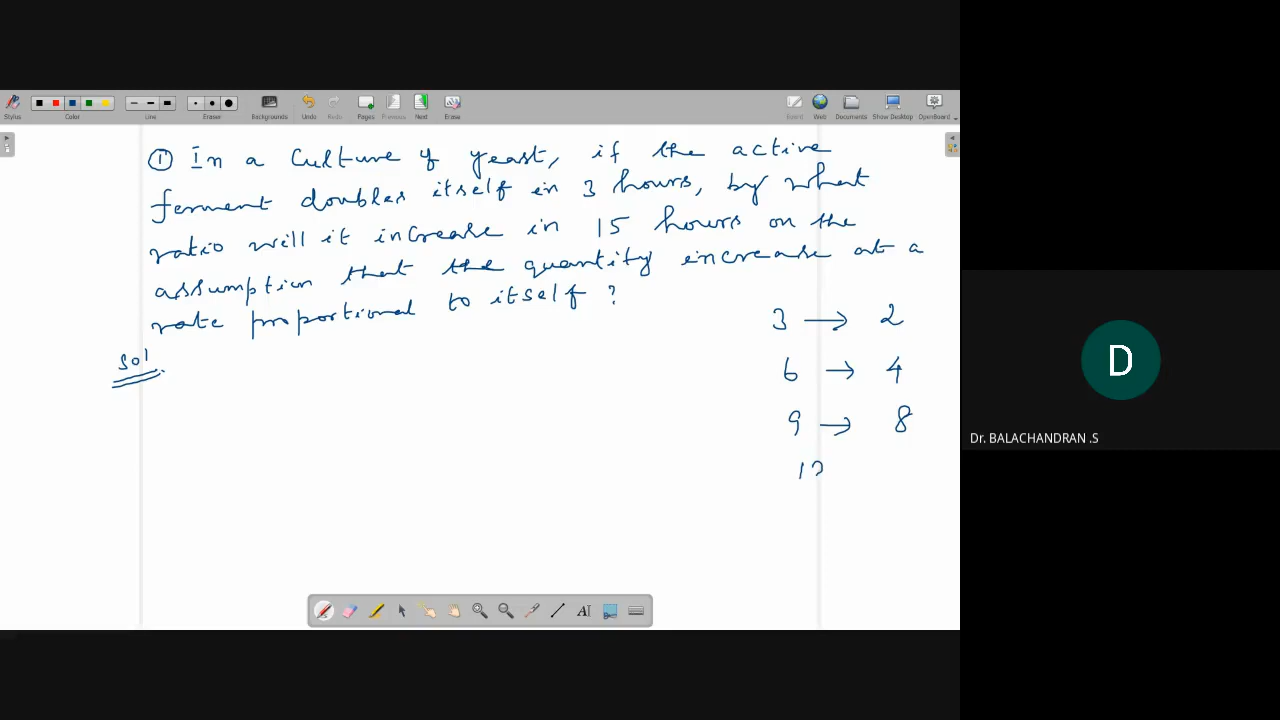 Stylus Color Line Eraser Backgrounds Undo Redo Pages Previous Next Erase Board Web Documents Show Desktop OpenBoard
① In a Culture of yeast, if the active
ferment doubles itself in 3 hours, by what
ratio will it increase in 15 hours on the
assumption that the quantity increase at a
rate proportional to itself ?
3 → 2
Sol
6 → 4
9 → 8
12
AI
D
Dr. BALACHANDRAN .S